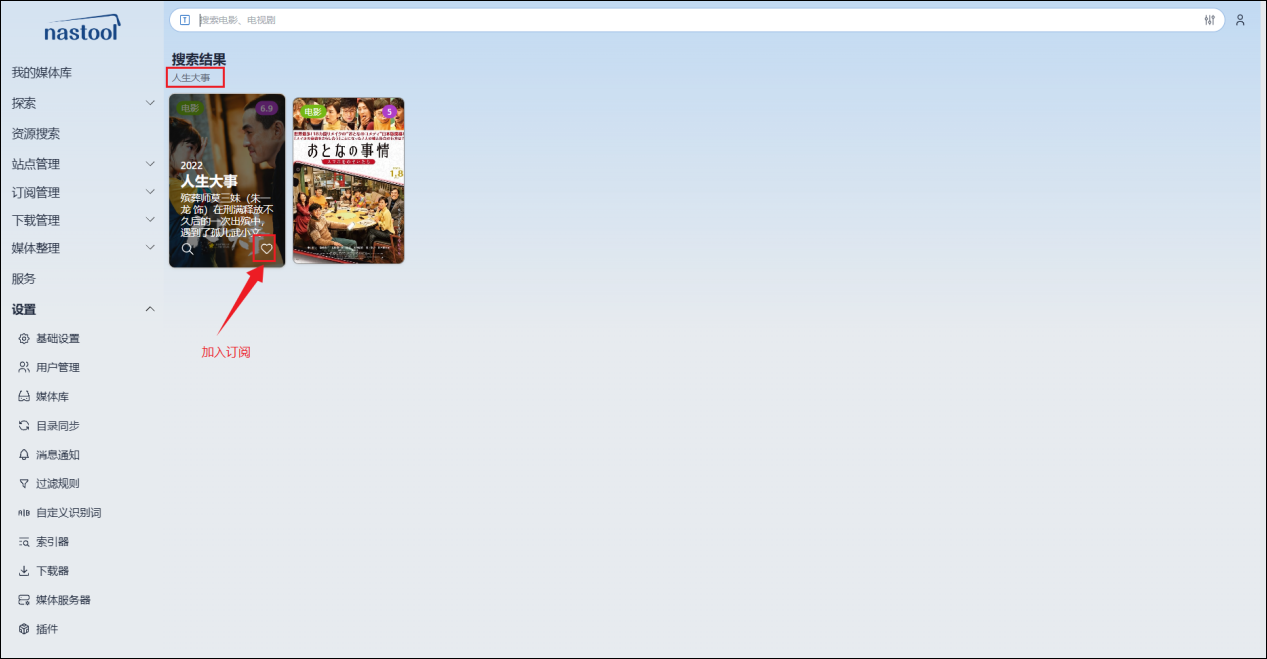 nastool
搜索电影、电视剧
我的媒体库
探索
资源搜索
站点管理
订阅管理
下载管理
媒体整理
服务
设置
基础设置
用户管理
媒体库
目录同步
消息通知
过滤规则
A|B 自定义识别词
索引器
下载器
媒体服务器
插件
搜索结果
人生大事
电影
6.9
2022
人生大事
殡葬师莫三妹（朱一
龙 饰）在刑满释放不
久后的一次出殡中，
遇到了孤儿武小文
加入订阅
电影
5
おとなの事情
1.8